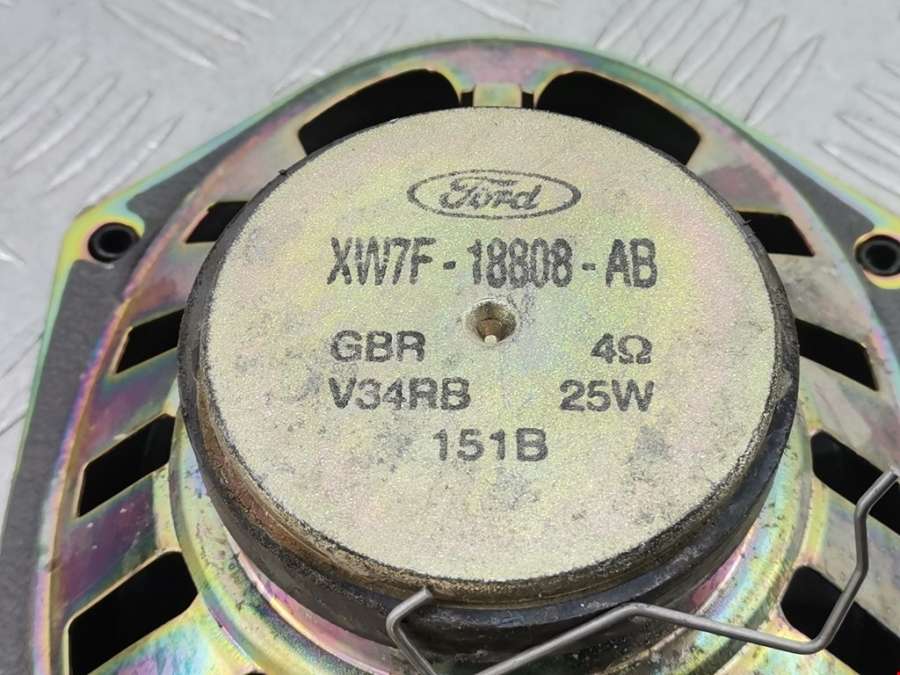 Ford
XW7F-18808-AB
GBR 4Ω
V34RB 25W
151B